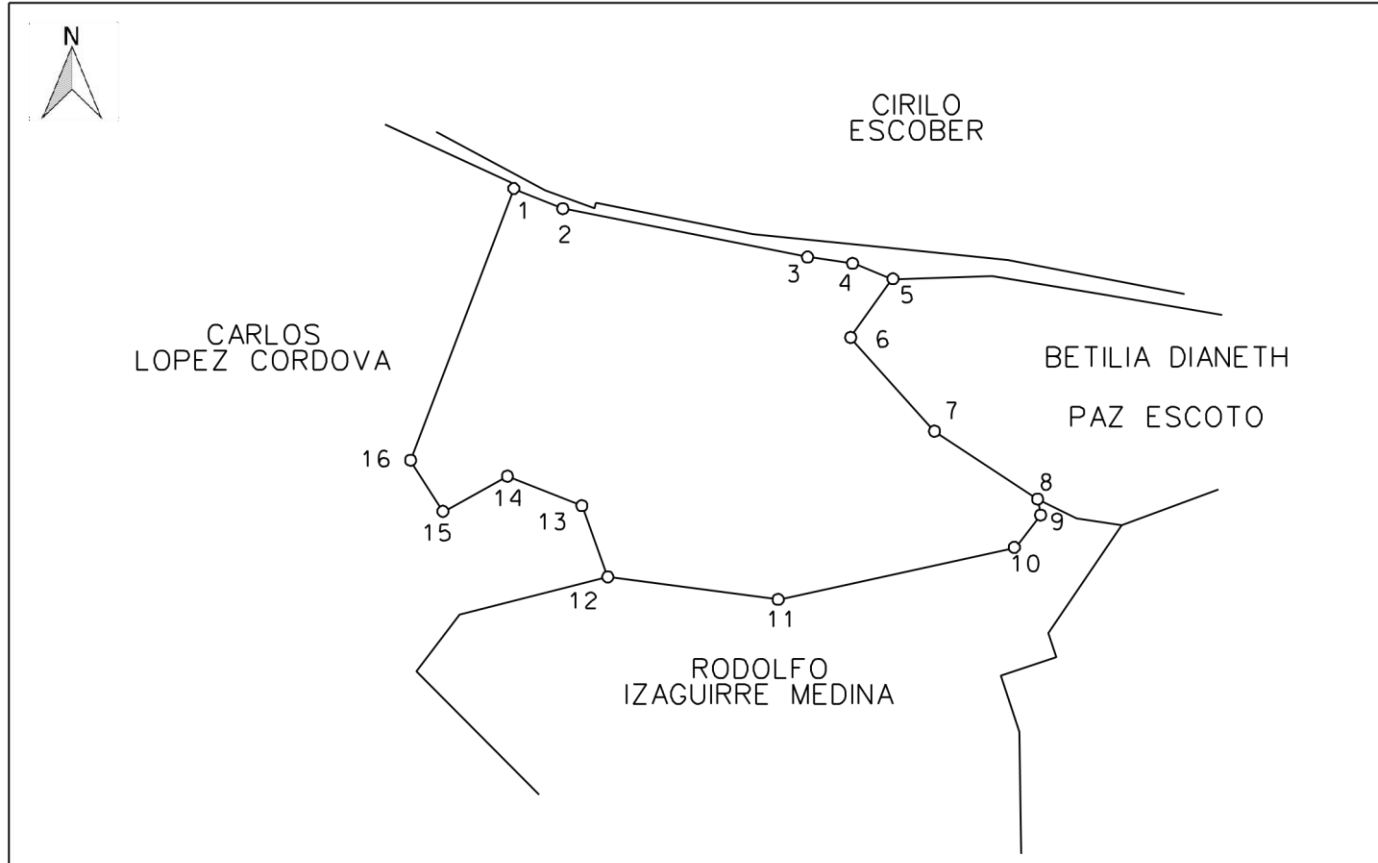 N
CIRILO
ESCOBER
1
2
3
4
5
CARLOS
LOPEZ CORDOVA
6
BETILIA DIANETH
PAZ ESCOTO
7
16
14
8
13
9
15
10
12
11
RODOLFO
IZAGUIRRE MEDINA